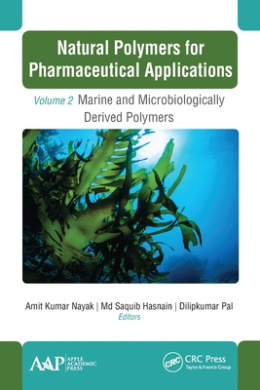 Natural Polymers for
Pharmaceutical Applications
Volume 2 Marine and Microbiologically
Derived Polymers
Amit Kumar Nayak | Md Saquib Hasnain | Dilipkumar Pal
Editors
AAP APPLE
ACADEMIC
PRESS
CRC CRC Press
Taylor & Francis Group